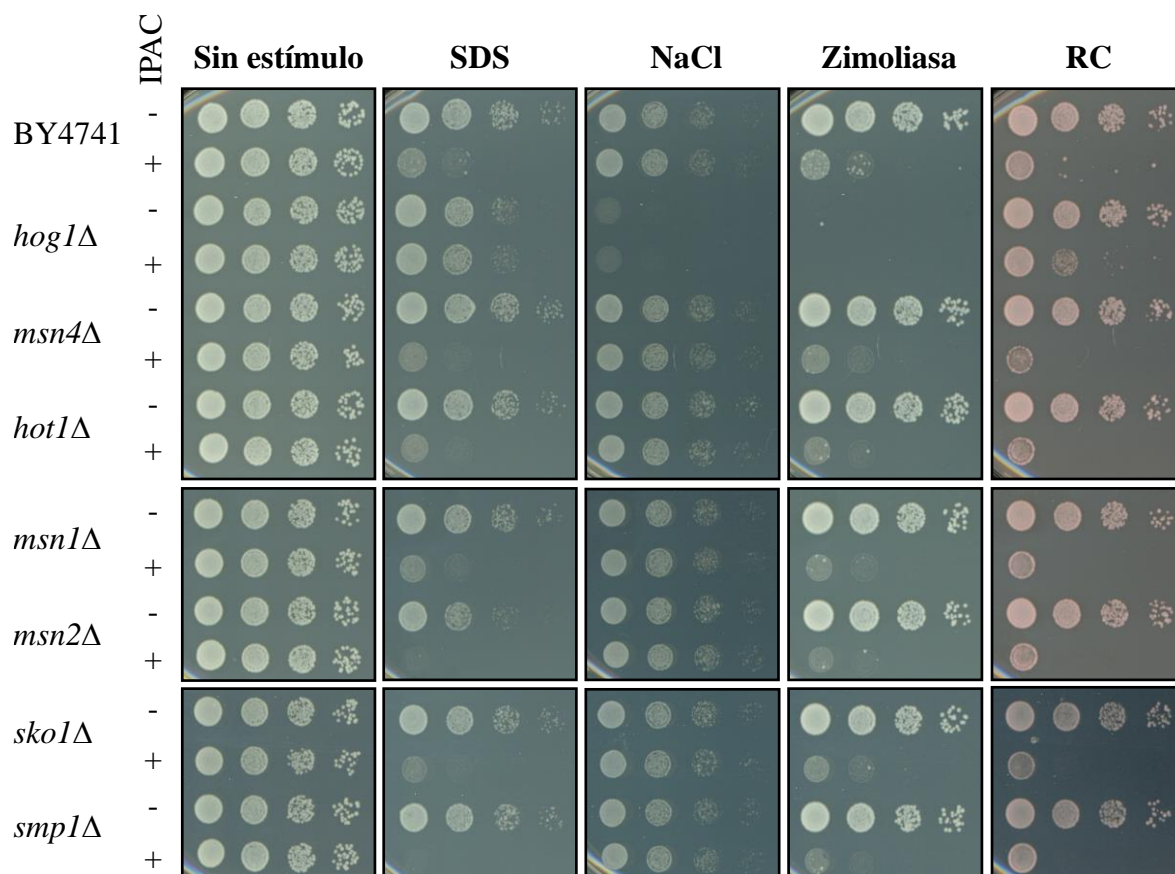 IPAC
Sin estímulo SDS NaCl Zimoliasa RC
BY4741 -
+
hog1Δ -
+
msn4Δ -
+
hot1Δ -
+
msn1Δ -
+
msn2Δ -
+
sko1Δ -
+
smp1Δ -
+